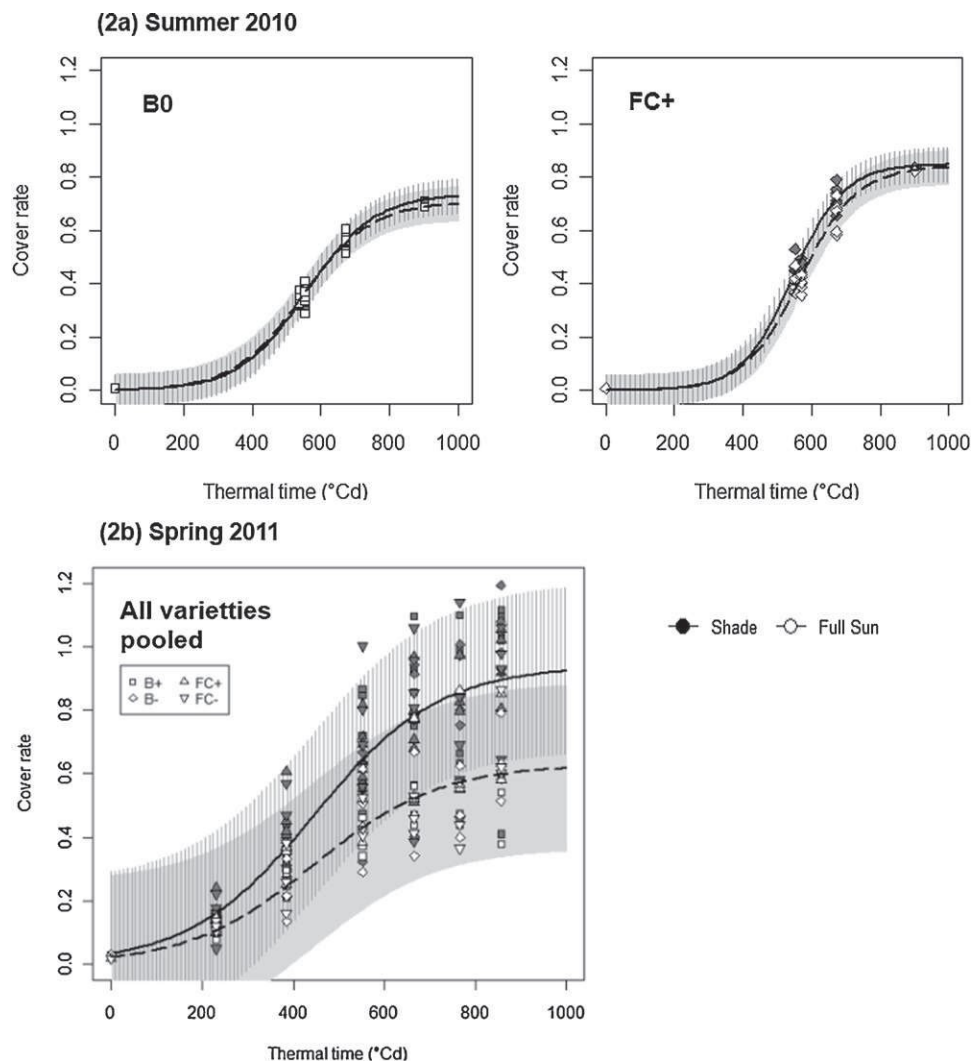 (2a) Summer 2010
B0
Cover rate
0.0 0.2 0.4 0.6 0.8 1.0 1.2
0 200 400 600 800 1000
Thermal time (°Cd)
FC+
Cover rate
0.0 0.2 0.4 0.6 0.8 1.0 1.2
0 200 400 600 800 1000
Thermal time (°Cd)
(2b) Spring 2011
All varietties
pooled
B+ FC+
B- FC-
Cover rate
0.0 0.2 0.4 0.6 0.8 1.0 1.2
0 200 400 600 800 1000
Thermal time (°Cd)
Shade Full Sun